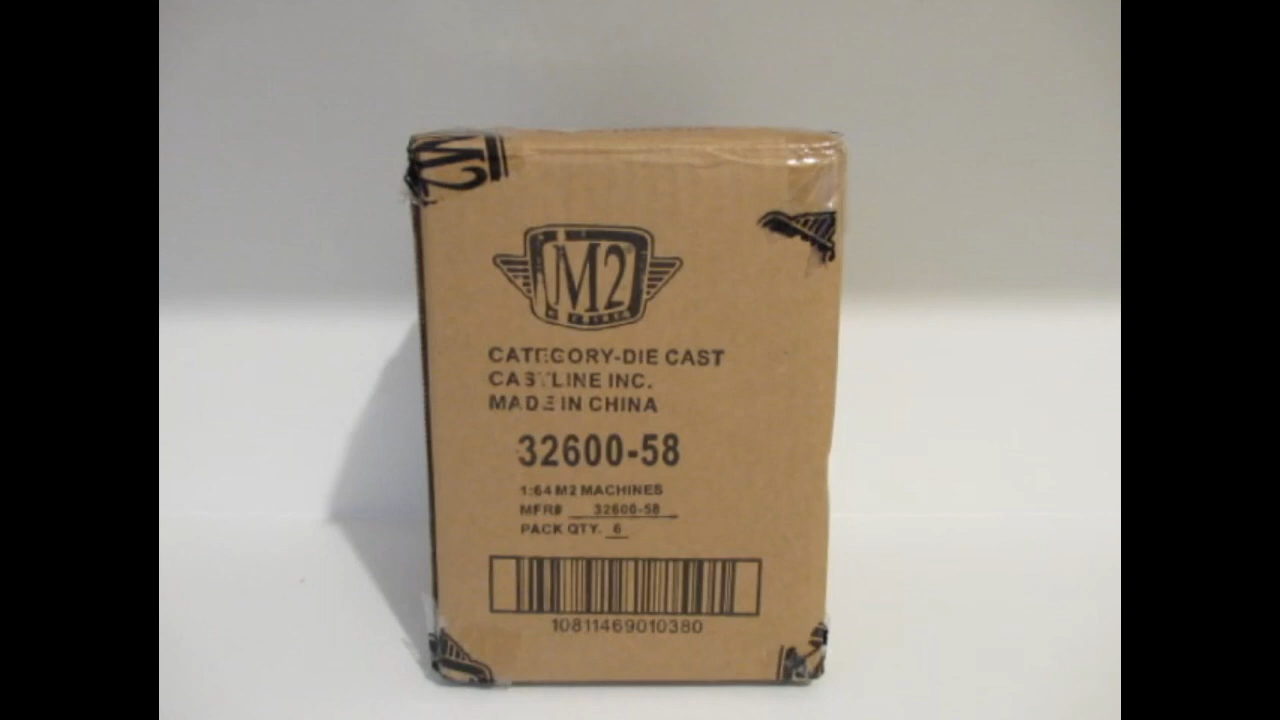 M2
M2
CATEGORY-DIE CAST
CASTLINE INC.
MADE IN CHINA
32600-58
1:64 M2 MACHINES
MFR# 32600-58
PACK QTY. 6
10811469010380